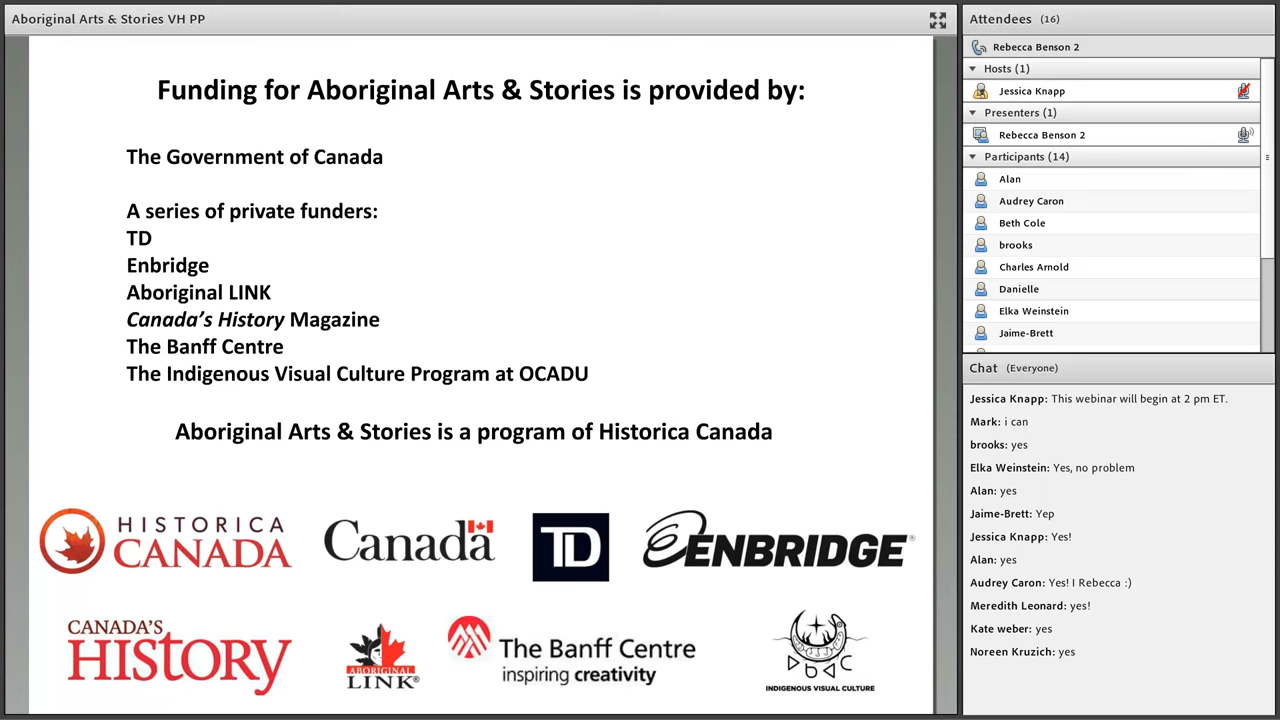 Aboriginal Arts & Stories VH PP
Funding for Aboriginal Arts & Stories is provided by:
The Government of Canada
A series of private funders:
TD
Enbridge
Aboriginal LINK
Canada's History Magazine
The Banff Centre
The Indigenous Visual Culture Program at OCADU
Aboriginal Arts & Stories is a program of Historica Canada
HISTORICA
CANADA
Canada
TD
ENBRIDGE®
CANADA'S
HISTORY
ABORIGINAL
LINK®
The Banff Centre
inspiring creativity
INDIGENOUS VISUAL CULTURE
Attendees (16)
Rebecca Benson 2
Hosts (1)
Jessica Knapp
Presenters (1)
Rebecca Benson 2
Participants (14)
Alan
Audrey Caron
Beth Cole
brooks
Charles Arnold
Danielle
Elka Weinstein
Jaime-Brett
Chat (Everyone)
Jessica Knapp: This webinar will begin at 2 pm ET.
Mark: i can
brooks: yes
Elka Weinstein: Yes, no problem
Alan: yes
Jaime-Brett: Yep
Jessica Knapp: Yes!
Alan: yes
Audrey Caron: Yes! I Rebecca :)
Meredith Leonard: yes!
Kate weber: yes
Noreen Kruzich: yes